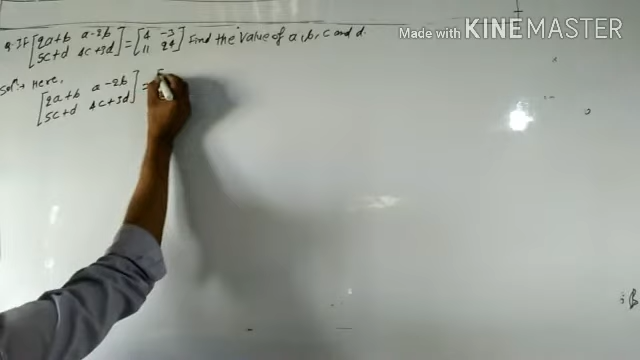 Made with KINEMASTER
Q. If [2a+b a-2b] = [4 -3] Find the value of a, b, c and d.
[5c+d 4c+3d] [11 24]
Solⁿ:→ Here,
[2a+b a-2b] = [
[5c+d 4c+3d]